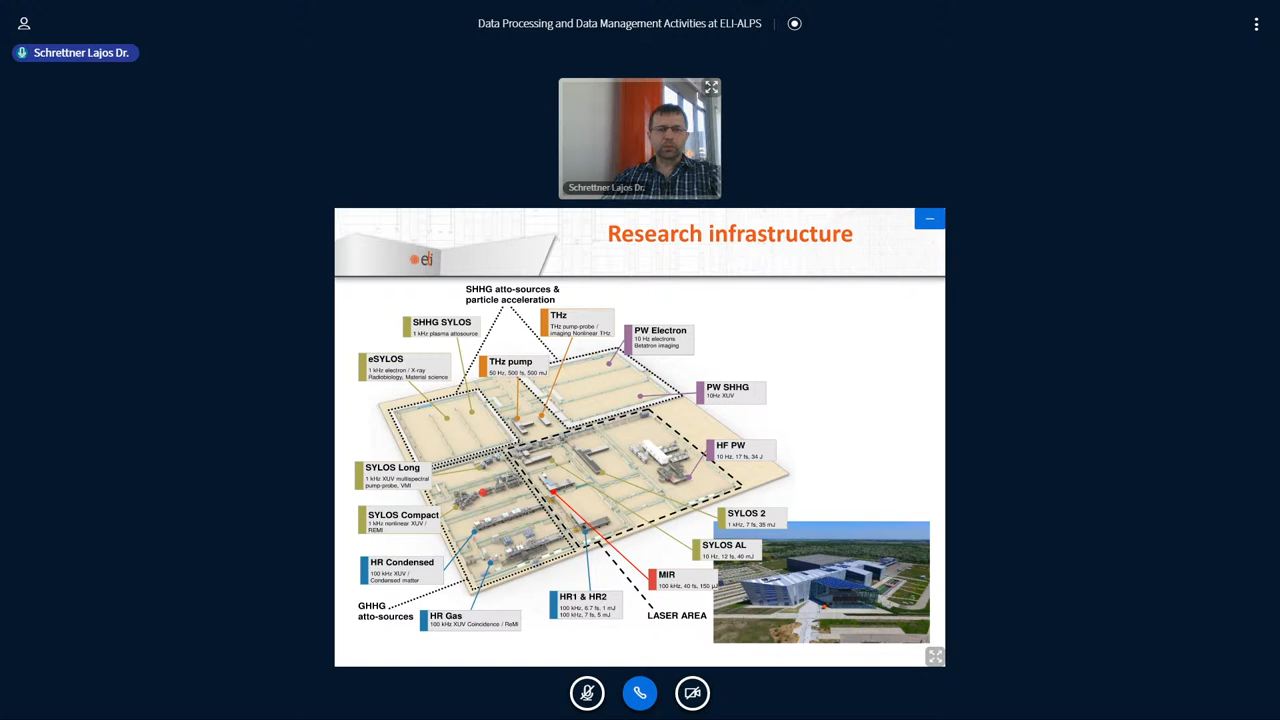 Data Processing and Data Management Activities at ELI-ALPS
Schrettner Lajos Dr.
Schrettner Lajos Dr.
Research infrastructure
eli
SHHG atto-sources &
particle acceleration
SHHG SYLOS
1 kHz plasma attosource
THz
THz pump-probe /
imaging Nonlinear THz
PW Electron
10 Hz electrons
Betatron imaging
eSYLOS
1 kHz electron / X-ray
Radiobiology, Material science
THz pump
50 Hz, 500 fs, 500 mJ
PW SHHG
10Hz XUV
HF PW
10 Hz, 17 fs, 34 J
SYLOS Long
1 kHz XUV multispectral
pump-probe, VMI
SYLOS Compact
1 kHz nonlinear XUV /
REMI
SYLOS 2
1 kHz, 7 fs, 35 mJ
SYLOS AL
10 Hz, 12 fs, 40 mJ
HR Condensed
100 kHz XUV /
Condensed matter
MIR
100 kHz, 40 fs, 150 µJ
HR1 & HR2
100 kHz, 6.7 fs, 1 mJ
100 kHz, 7 fs, 5 mJ
GHHG
atto-sources
HR Gas
100 kHz XUV Coincidence / ReMi
LASER AREA